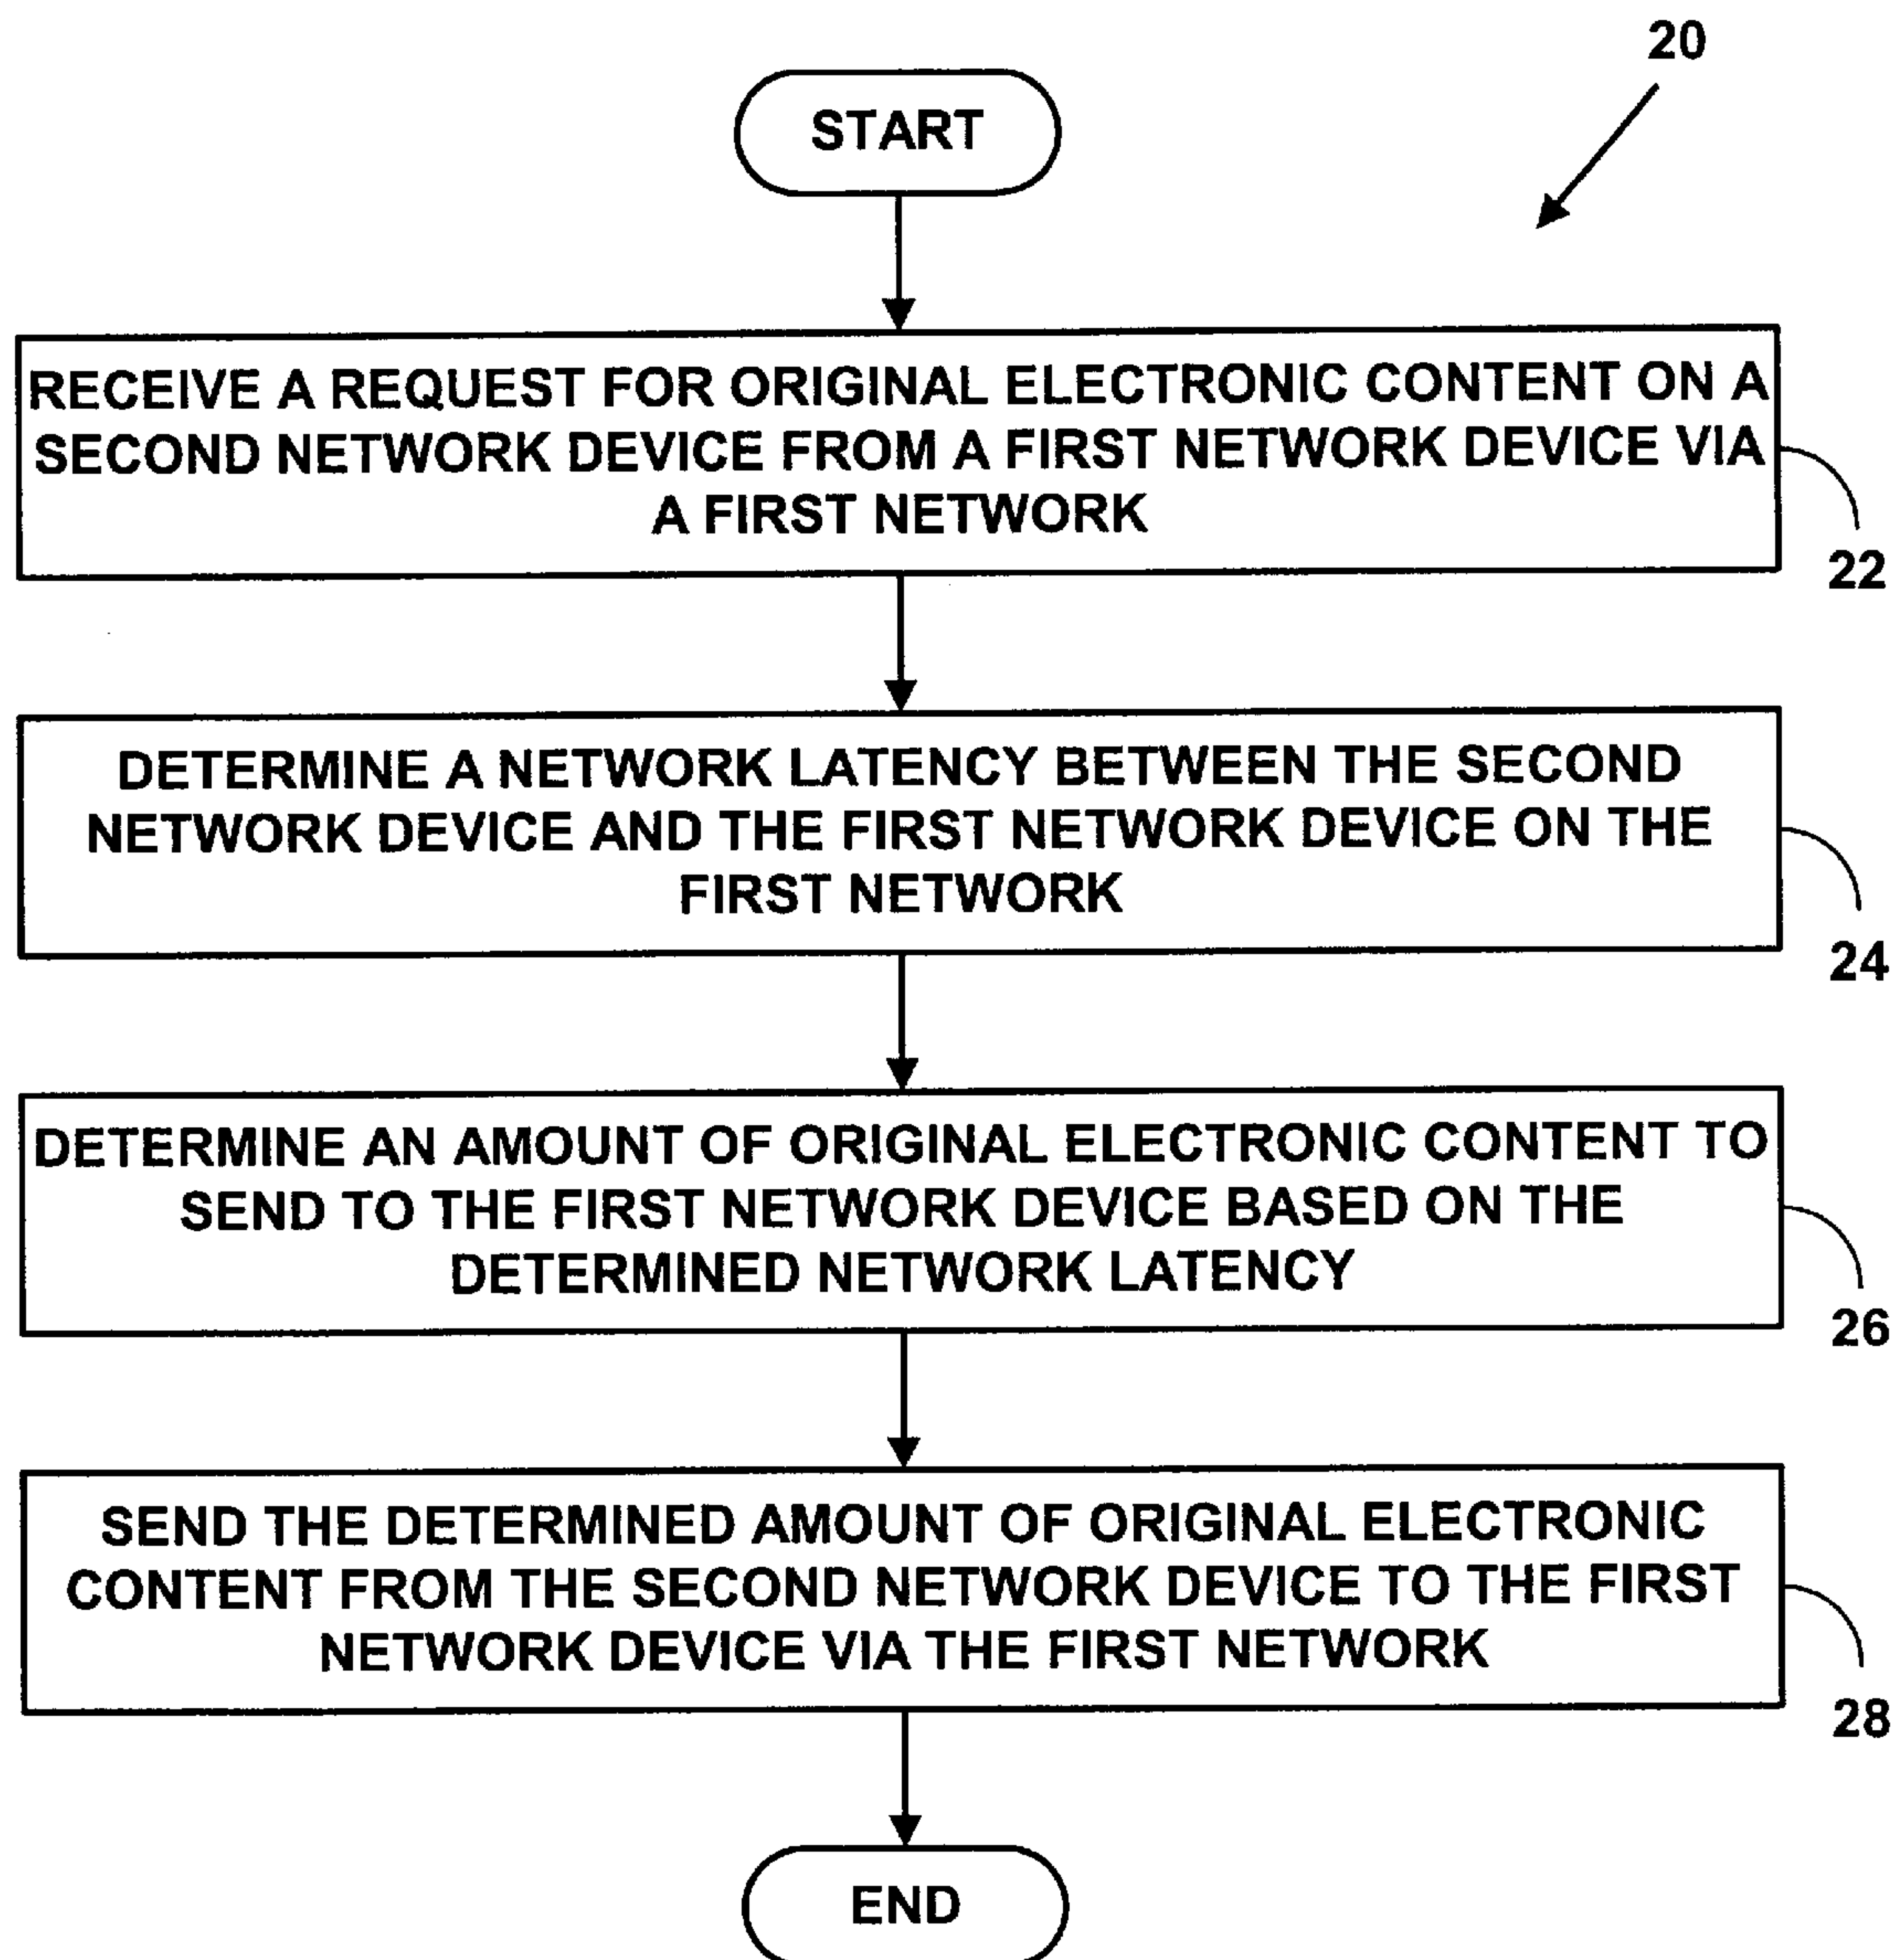 20
START
RECEIVE A REQUEST FOR ORIGINAL ELECTRONIC CONTENT ON A
SECOND NETWORK DEVICE FROM A FIRST NETWORK DEVICE VIA
A FIRST NETWORK
22
DETERMINE A NETWORK LATENCY BETWEEN THE SECOND
NETWORK DEVICE AND THE FIRST NETWORK DEVICE ON THE
FIRST NETWORK
24
DETERMINE AN AMOUNT OF ORIGINAL ELECTRONIC CONTENT TO
SEND TO THE FIRST NETWORK DEVICE BASED ON THE
DETERMINED NETWORK LATENCY
26
SEND THE DETERMINED AMOUNT OF ORIGINAL ELECTRONIC
CONTENT FROM THE SECOND NETWORK DEVICE TO THE FIRST
NETWORK DEVICE VIA THE FIRST NETWORK
28
END